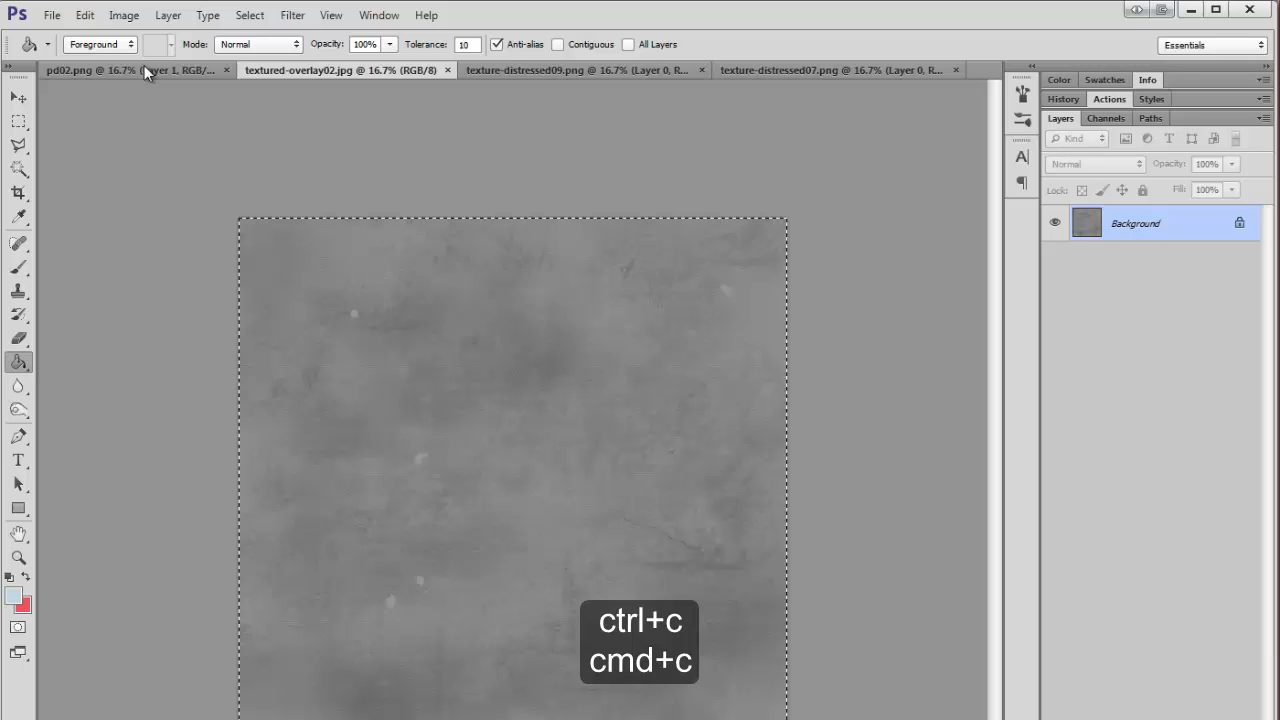 Ps File Edit Image Layer Type Select Filter View Window Help
Foreground Mode: Normal Opacity: 100% Tolerance: 10 Anti-alias Contiguous All Layers Essentials
pd02.png @ 16.7% (Layer 1, RGB/... × textured-overlay02.jpg @ 16.7% (RGB/8) × texture-distressed09.png @ 16.7% (Layer 0, R... × texture-distressed07.png @ 16.7% (Layer 0, R... ×
Color Swatches Info
History Actions Styles
Layers Channels Paths
Kind
Normal Opacity: 100%
Lock: Fill: 100%
Background
ctrl+c
cmd+c